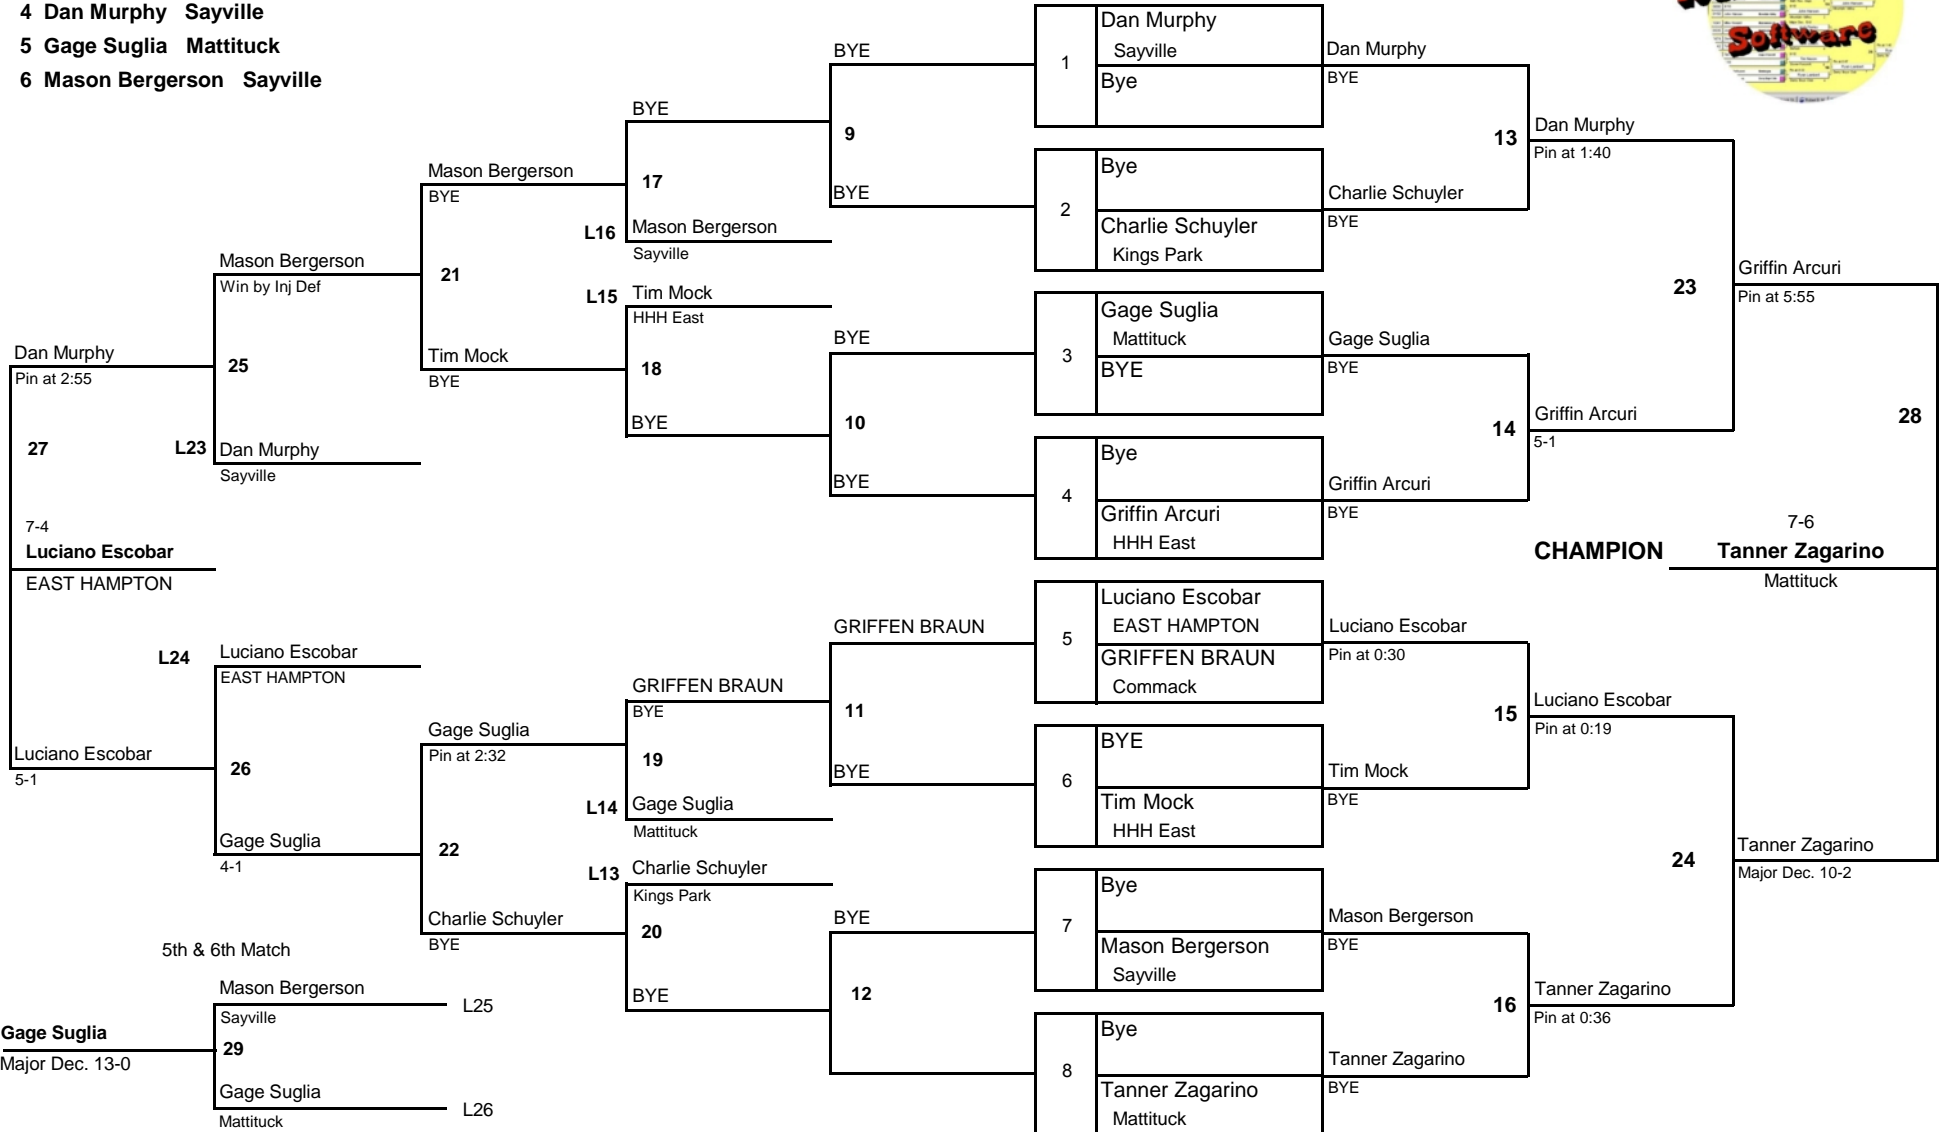 4 Dan Murphy Sayville
5 Gage Suglia Mattituck
6 Mason Bergerson Sayville
Software
Dan Murphy
Pin at 2:55
27
7-4
Luciano Escobar
EAST HAMPTON
Luciano Escobar
5-1
5th & 6th Match
Gage Suglia
Major Dec. 13-0
Mason Bergerson
Win by Inj Def
25
L23 Dan Murphy
Sayville
L24 Luciano Escobar
EAST HAMPTON
26
Gage Suglia
4-1
Mason Bergerson
L25
Sayville
29
Gage Suglia
L26
Mattituck
Mason Bergerson
BYE
21
Tim Mock
BYE
Gage Suglia
Pin at 2:32
22
Charlie Schuyler
BYE
BYE
17
L16 Mason Bergerson
Sayville
L15 Tim Mock
HHH East
18
BYE
GRIFFEN BRAUN
BYE
19
L14 Gage Suglia
Mattituck
L13 Charlie Schuyler
Kings Park
20
BYE
BYE
9
BYE
BYE
10
BYE
GRIFFEN BRAUN
11
BYE
BYE
12
1
Dan Murphy
Sayville
Bye
2
Bye
Charlie Schuyler
Kings Park
3
Gage Suglia
Mattituck
BYE
4
Bye
Griffin Arcuri
HHH East
5
Luciano Escobar
EAST HAMPTON
GRIFFEN BRAUN
Commack
6
BYE
Tim Mock
HHH East
7
Bye
Mason Bergerson
Sayville
8
Bye
Tanner Zagarino
Mattituck
Dan Murphy
BYE
13
Charlie Schuyler
BYE
Gage Suglia
BYE
14
Griffin Arcuri
BYE
Luciano Escobar
Pin at 0:30
15
Tim Mock
BYE
Mason Bergerson
BYE
16
Tanner Zagarino
BYE
Dan Murphy
Pin at 1:40
23
Griffin Arcuri
5-1
Luciano Escobar
Pin at 0:19
24
Tanner Zagarino
Pin at 0:36
Griffin Arcuri
Pin at 5:55
28
7-6
CHAMPION Tanner Zagarino
Mattituck
Tanner Zagarino
Major Dec. 10-2